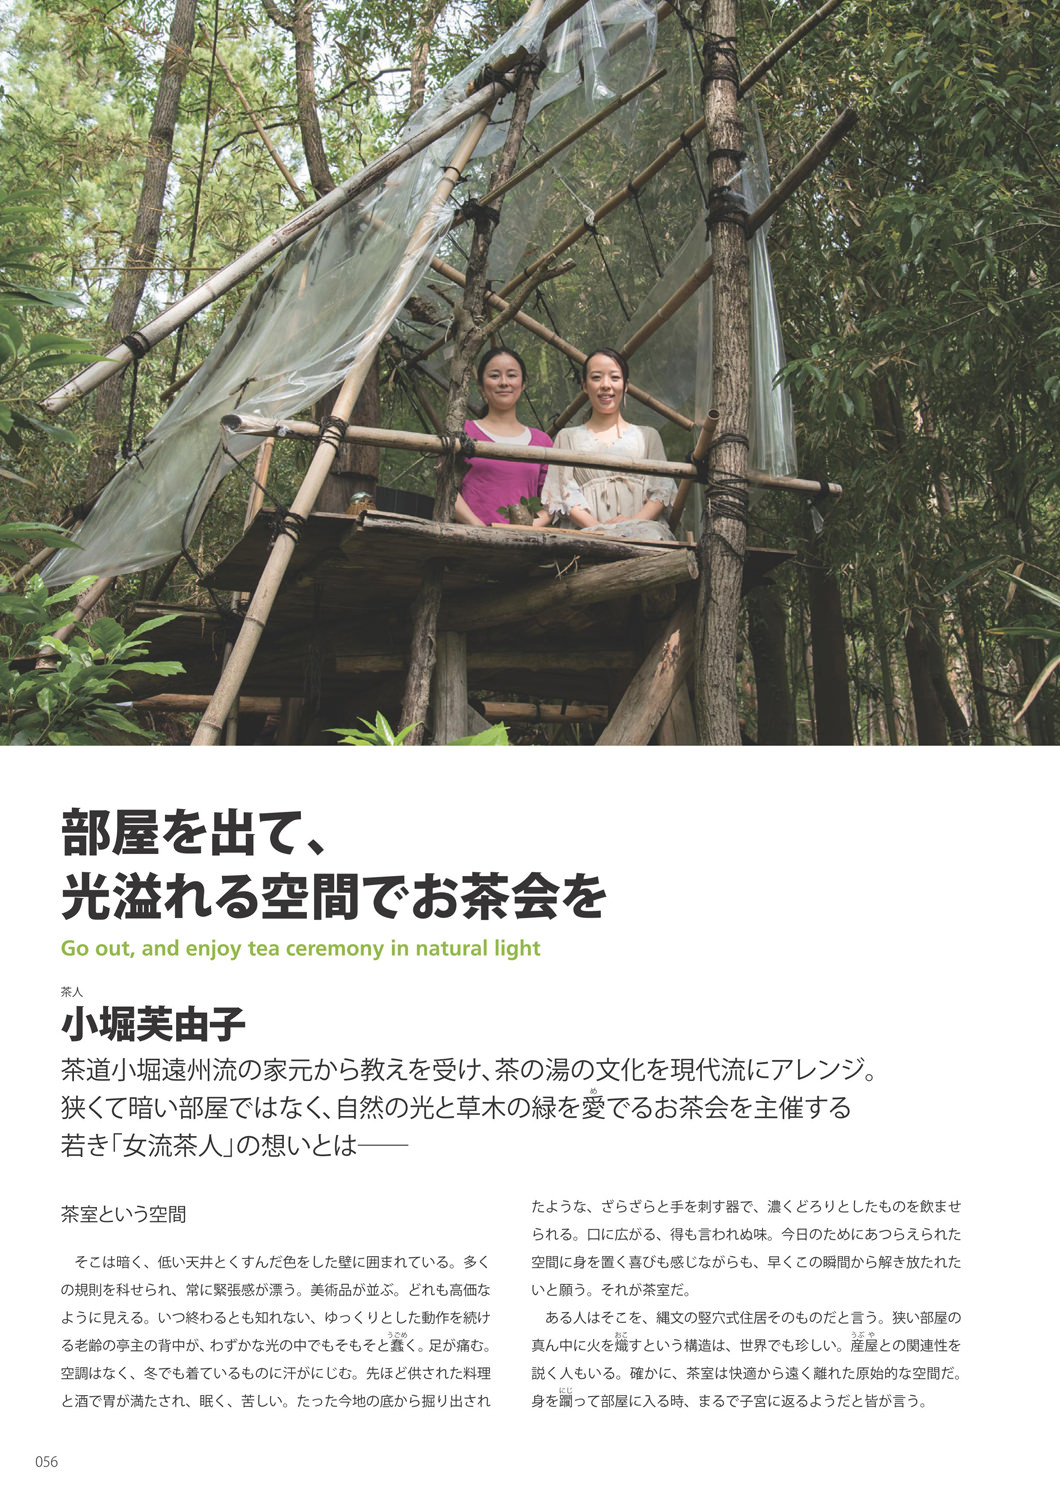 部屋を出て、
光溢れる空間でお茶会を
Go out, and enjoy tea ceremony in natural light
茶人
小堀芙由子
茶道小堀遠州流の家元から教えを受け、茶の湯の文化を現代流にアレンジ。
狭くて暗い部屋ではなく、自然の光と草木の緑を愛でるお茶会を主催する
若き「女流茶人」の想いとは――
茶室という空間
そこは暗く、低い天井とくすんだ色をした壁に囲まれている。多く
の規則を科せられ、常に緊張感が漂う。美術品が並ぶ。どれも高価な
ように見える。いつ終わるとも知れない、ゆっくりとした動作を続け
る老齢の亭主の背中が、わずかな光の中でもそもそと蠢く。足が痛む。
空調はなく、冬でも着ているものに汗がにじむ。先ほど供された料理
と酒で胃が満たされ、眠く、苦しい。たった今地の底から掘り出され
たような、ざらざらと手を刺す器で、濃くどろりとしたものを飲ませ
られる。口に広がる、得も言われぬ味。今日のためにあつらえられた
空間に身を置く喜びも感じながらも、早くこの瞬間から解き放たれた
いと願う。それが茶室だ。
ある人はそこを、縄文の竪穴式住居そのものだと言う。狭い部屋の
真ん中に火を熾すという構造は、世界でも珍しい。産屋との関連性を
説く人もいる。確かに、茶室は快適から遠く離れた原始的な空間だ。
身を躙って部屋に入る時、まるで子宮に返るようだと皆が言う。
056